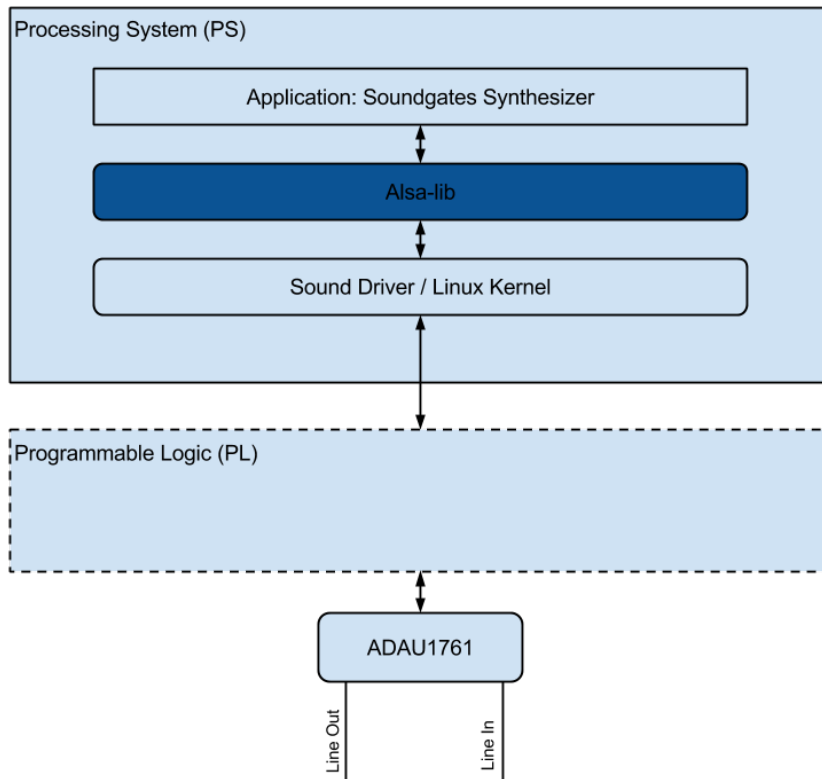 Processing System (PS)
Application: Soundgates Synthesizer
Alsa-lib
Sound Driver / Linux Kernel
Programmable Logic (PL)
ADAU1761
Line Out
Line In